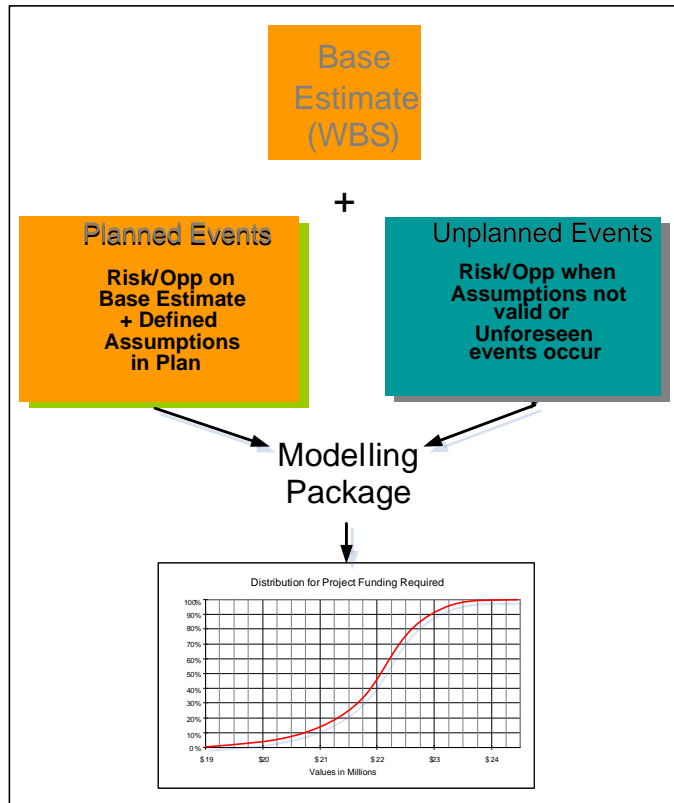 Base
Estimate
(WBS)
+
Planned Events
Risk/Opp on
Base Estimate
+ Defined
Assumptions
in Plan
Unplanned Events
Risk/Opp when
Assumptions not
valid or
Unforeseen
events occur
Modelling
Package
Distribution for Project Funding Required
100%
90%
80%
70%
60%
50%
40%
30%
20%
10%
0%
$19 $20 $21 $22 $23 $24
Values in Millions